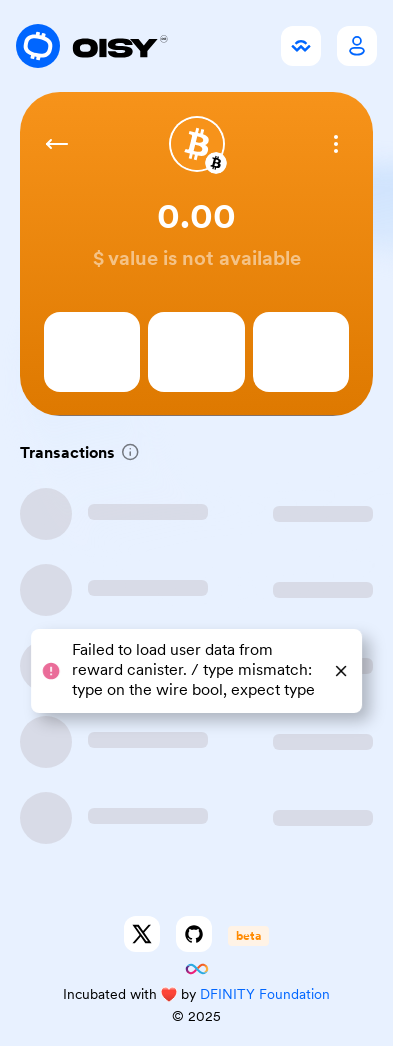 OISY
0.00
$ value is not available
Transactions
Failed to load user data from
reward canister. / type mismatch:
type on the wire bool, expect type
beta
Incubated with ❤️ by DFINITY Foundation
© 2025